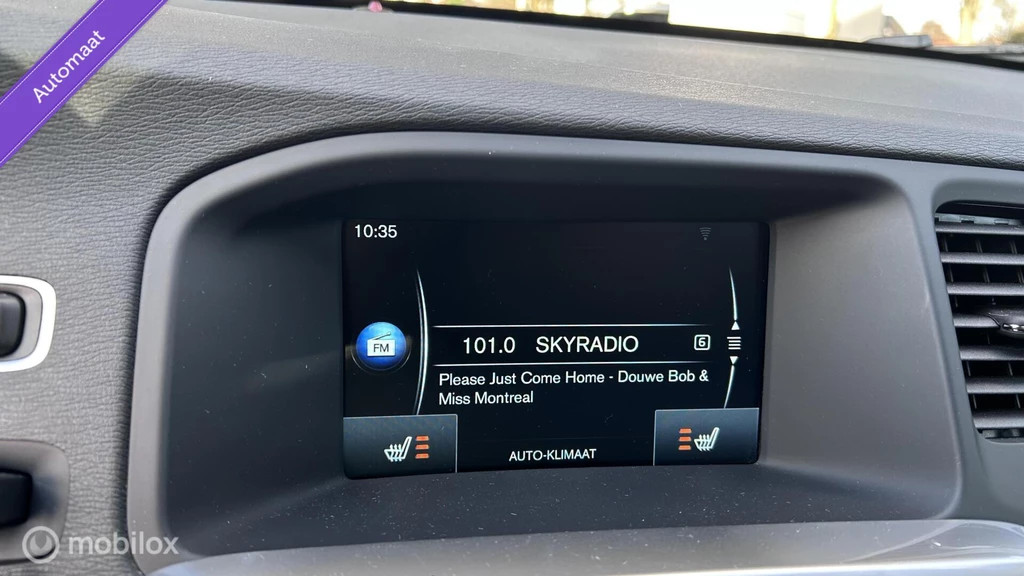 Automaat
10:35
FM
101.0 SKYRADIO 6
Please Just Come Home - Douwe Bob &
Miss Montreal
AUTO-KLIMAAT
mobilox